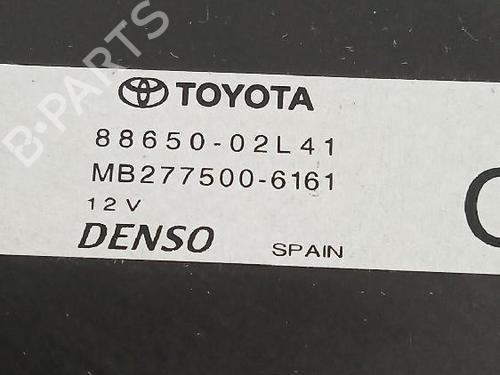 B-PARTS
TOYOTA
88650-02L41
MB277500-6161
12V
DENSO
SPAIN